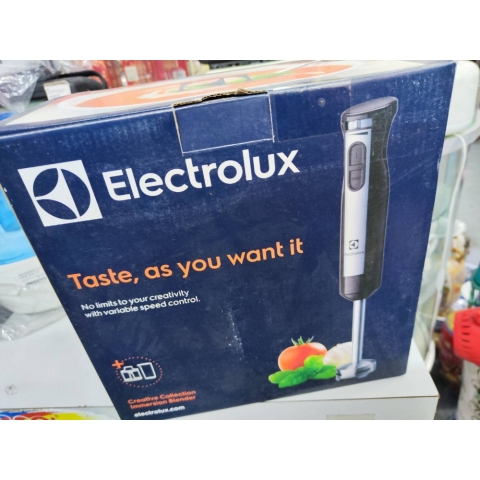 Electrolux
Taste, as you want it
No limits to your creativity
with variable speed control.
Creative Collection
Immersion Blender
electrolux.com